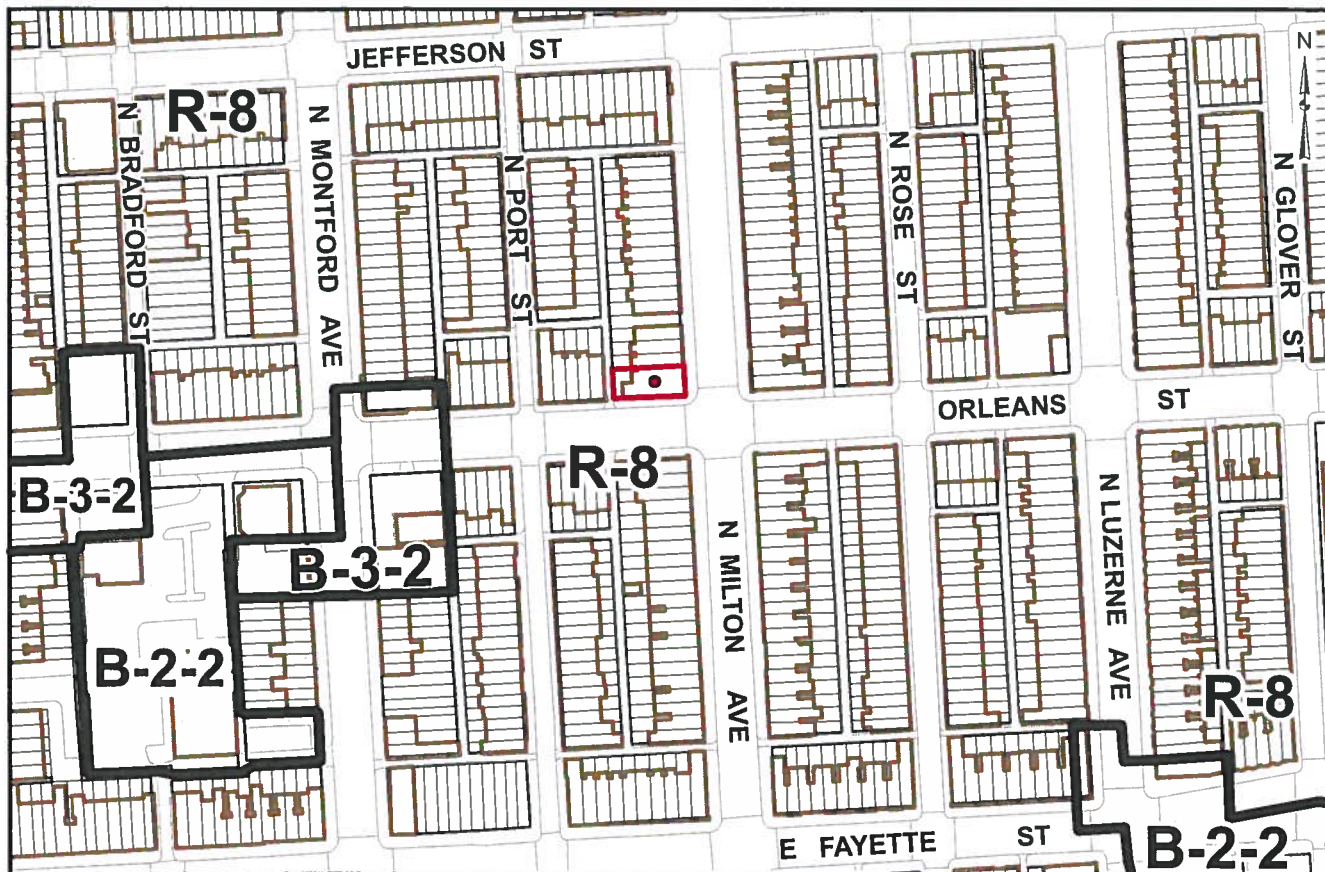 JEFFERSON ST
N
R-8
N BRADFORD ST
N MONTFORD AVE
N PORT ST
N ROSE ST
N GLOVER ST
ORLEANS ST
R-8
B-3-2
B-3-2
N MILTON AVE
N LUZERNE AVE
B-2-2
R-8
E FAYETTE ST
B-2-2